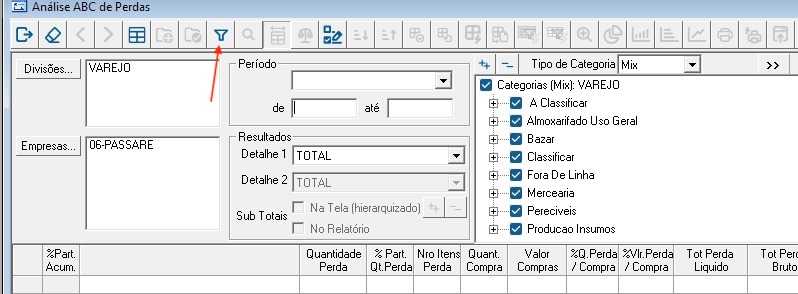 Análise ABC de Perdas
Divisões...
VAREJO
Empresas...
06-PASSARE
Período
de
até
Resultados
Detalhe 1
TOTAL
Detalhe 2
TOTAL
Sub Totais
Na Tela (hierarquizado)
No Relatório
Tipo de Categoria
Mix
>>
Categorias (Mix): VAREJO
A Classificar
Almoxarifado Uso Geral
Bazar
Classificar
Fora De Linha
Mercearia
Pereciveis
Producao Insumos
%Part. Acum.
Quantidade Perda
% Part. Qt.Perda
Nro Itens Perda
Quant. Compra
Valor Compras
%Q.Perda / Compra
%Vlr.Perda / Compra
Tot Perda Liquido
Tot Perda Bruto